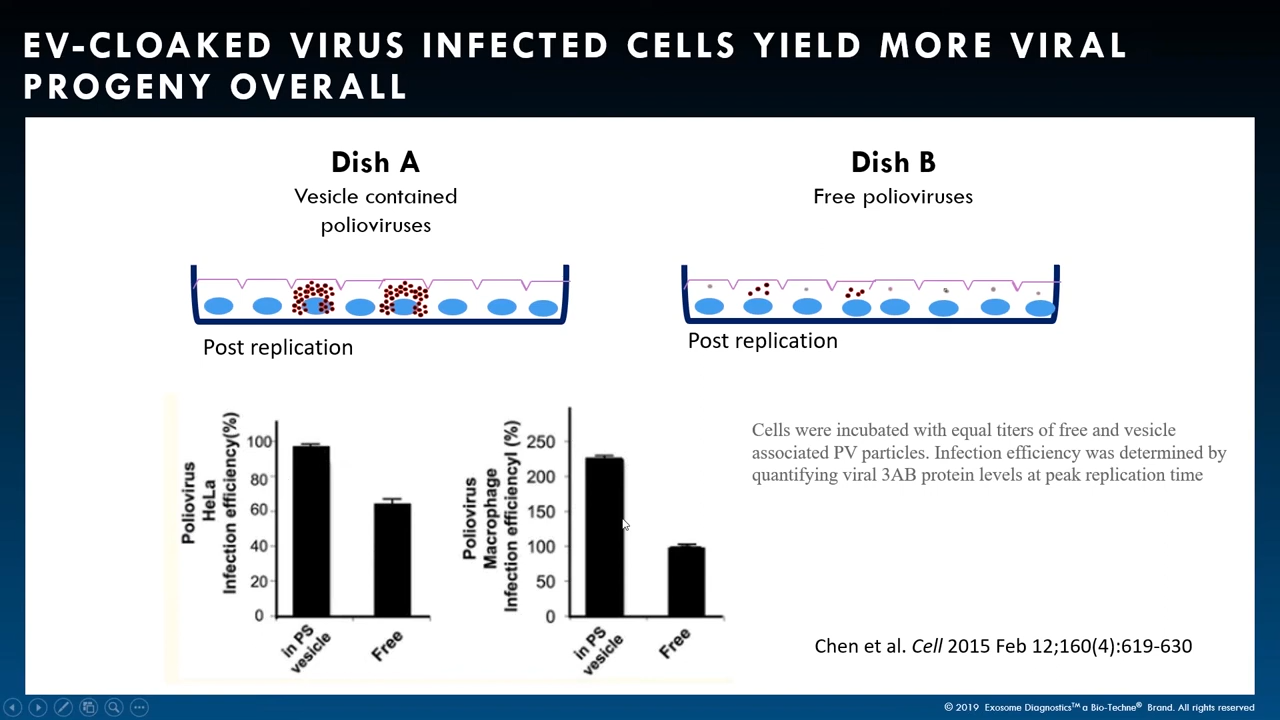 EV-CLOAKED VIRUS INFECTED CELLS YIELD MORE VIRAL
PROGENY OVERALL
Dish A
Vesicle contained
polioviruses
Dish B
Free polioviruses
Post replication
Post replication
Poliovirus
HeLa
Infection efficiency(%)
100
80
60
40
20
0
in PS
vesicle
Free
Poliovirus
Macrophage
Infection efficiencyl (%)
250
200
150
100
50
0
in PS
vesicle
Free
Cells were incubated with equal titers of free and vesicle
associated PV particles. Infection efficiency was determined by
quantifying viral 3AB protein levels at peak replication time
Chen et al. Cell 2015 Feb 12;160(4):619-630
© 2019 Exosome Diagnostics™ a Bio-Techne® Brand. All rights reserved